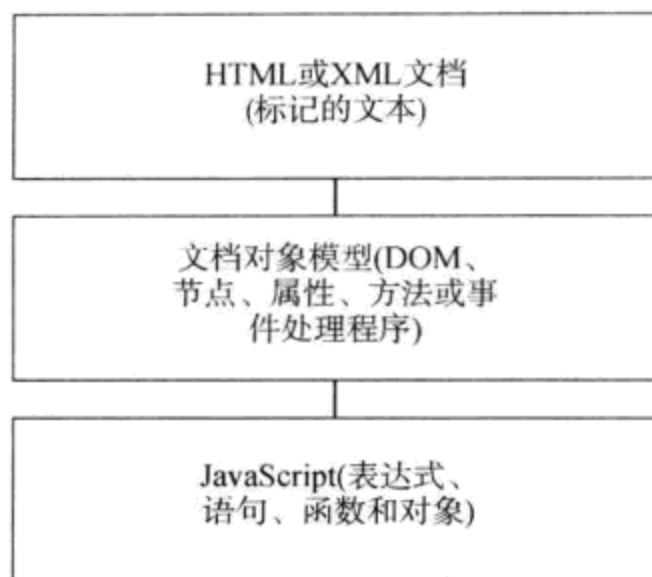 HTML或XML文档
(标记的文本)
文档对象模型(DOM、
节点、属性、方法或事
件处理程序)
JavaScript(表达式、
语句、函数和对象)